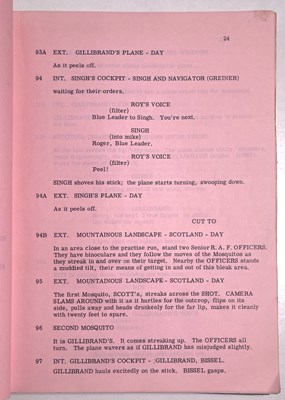 24
93A EXT. GILLIBRAND'S PLANE - DAY
As it peels off.
94 INT. SINGH'S COCKPIT - SINGH AND NAVIGATOR (GREINER)
waiting for their orders.
ROY'S VOICE
(filter)
Blue Leader to Singh. You're next.
SINGH
(into mike)
Roger, Blue Leader.
ROY'S VOICE
(filter)
Peel!
SINGH shoves his stick; the plane starts turning, swooping down.
94A EXT. SINGH'S PLANE - DAY
As it peels off.
CUT TO
94B EXT. MOUNTAINOUS LANDSCAPE - SCOTLAND - DAY
In an area close to the practise run, stand two Senior R. A. F. OFFICERS.
They have binoculars and they follow the moves of the Mosquitos as
they streak in and over on their target. Nearby the OFFICERS stands
a muddied tilt, their means of getting in and out of this bleak area.
95 EXT. MOUNTAINOUS LANDSCAPE - SCOTLAND - DAY
The first Mosquito, SCOTT's, streaks across the SHOT. CAMERA
SLAMS AROUND with it as it hurtles for the outcrop, flips on its
side, pulls away and heads drunkenly for the far lip, makes it cleanly
with twenty feet to spare.
96 SECOND MOSQUITO
It is GILLIBRAND'S. It comes streaking up. The OFFICERS all
turn. The plane wavers as if GILLIBRAND has misjudged slightly.
97 INT. GILLIBRAND'S COCKPIT - GILLIBRAND, BISSEL.
GILLIBRAND hauls excitedly on the stick. BISSEL gasps.